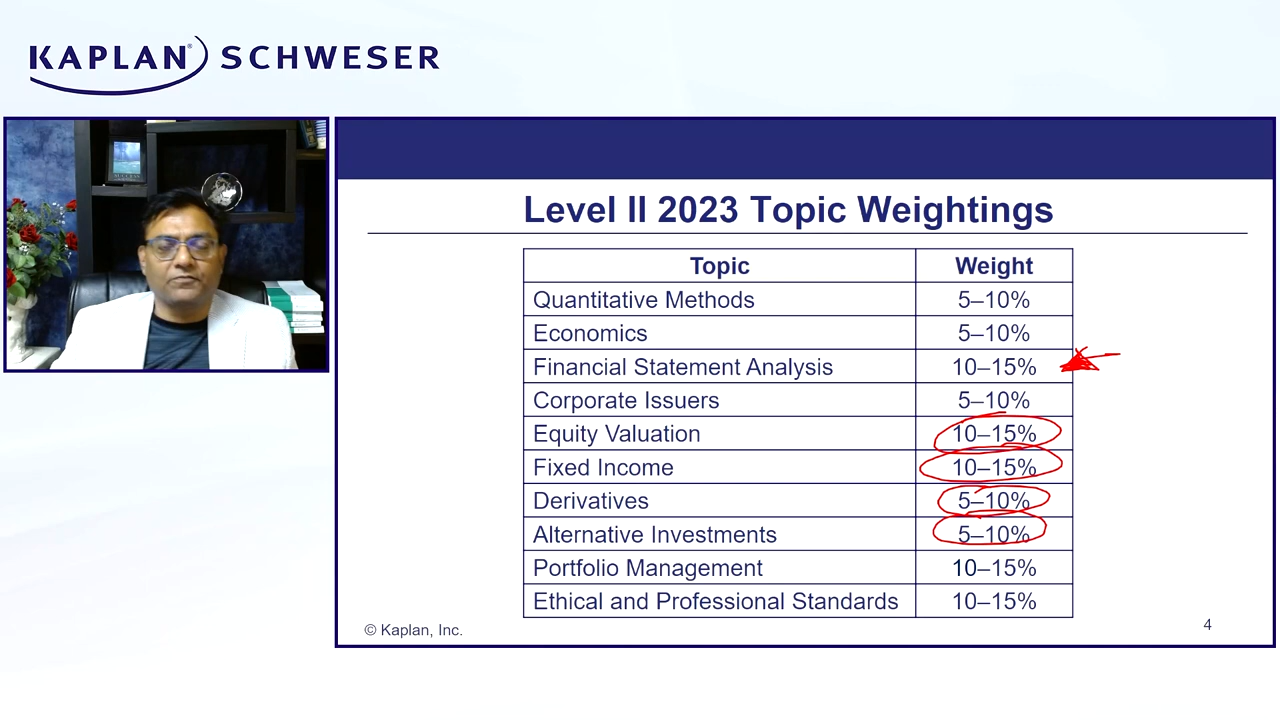 KAPLAN® SCHWESER
Level II 2023 Topic Weightings
Topic Weight
Quantitative Methods 5–10%
Economics 5–10%
Financial Statement Analysis 10–15%
Corporate Issuers 5–10%
Equity Valuation 10–15%
Fixed Income 10–15%
Derivatives 5–10%
Alternative Investments 5–10%
Portfolio Management 10–15%
Ethical and Professional Standards 10–15%
© Kaplan, Inc.
4